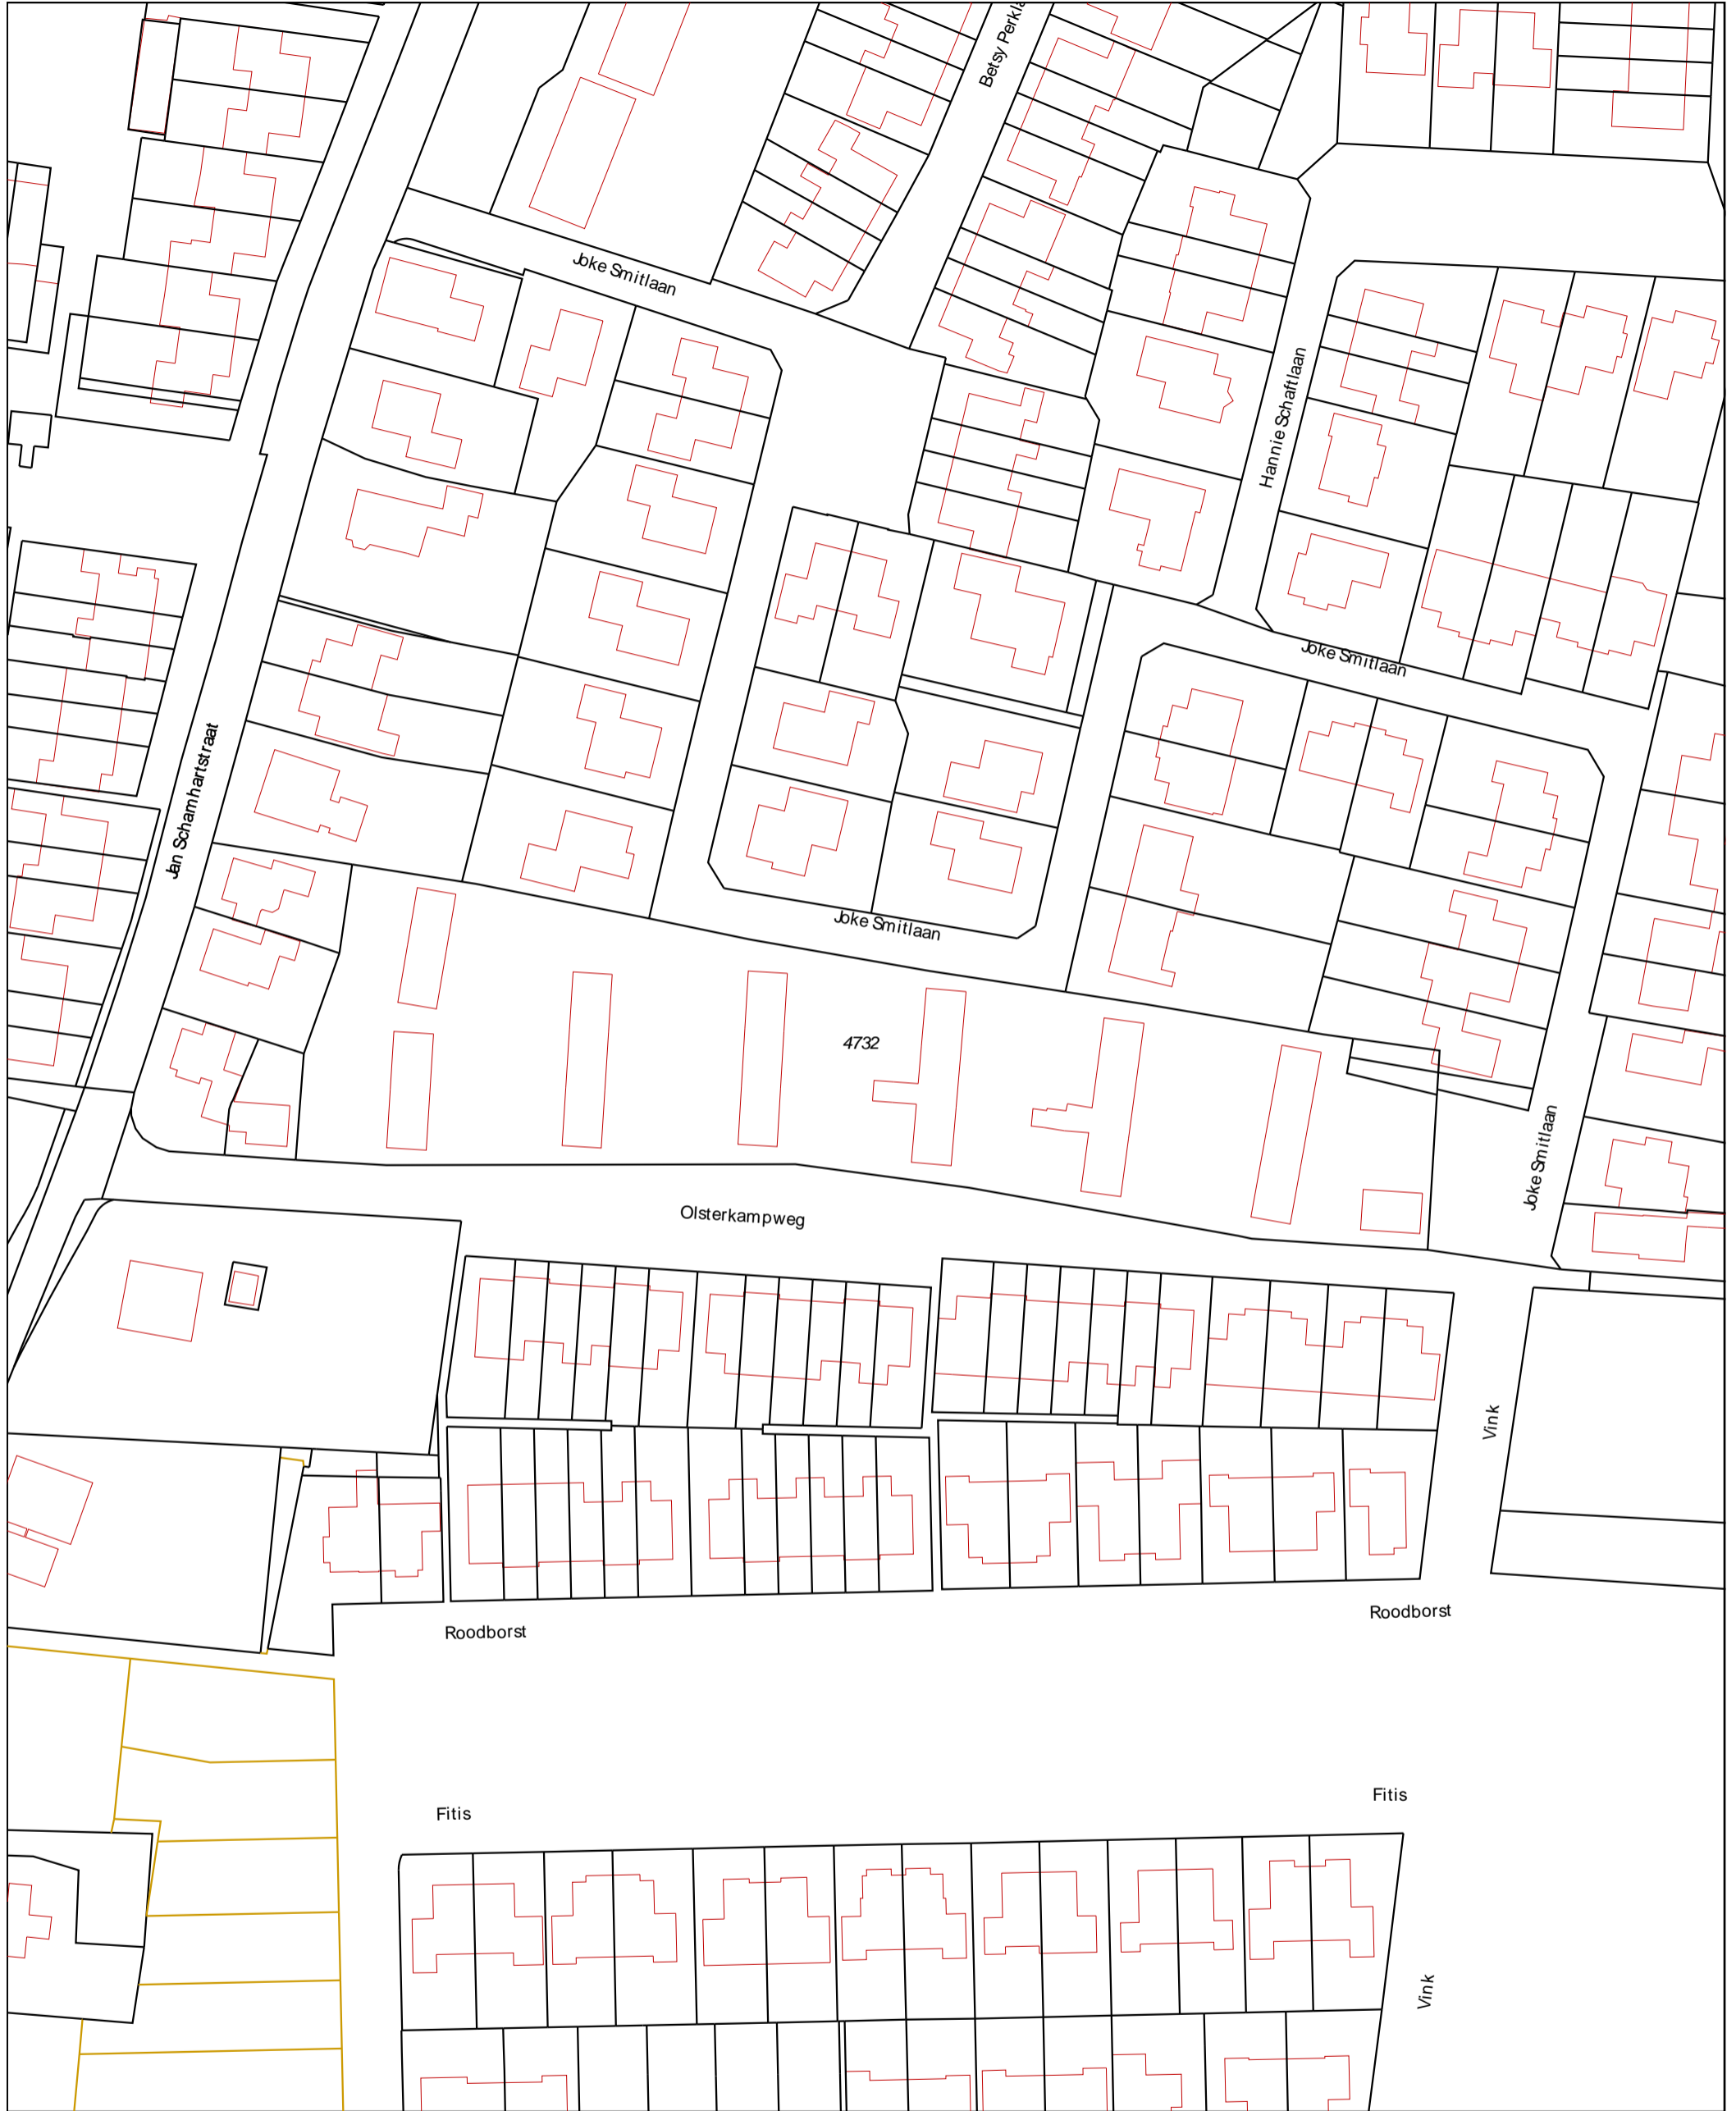 Betsy Perkla
Joke Smitlaan
Hannie Schaftlaan
Joke Smitlaan
Jan Schamhartstraat
Joke Smitlaan
4732
Joke Smitlaan
Olsterkampweg
Vink
Roodborst
Roodborst
Fitis
Fitis
Vink